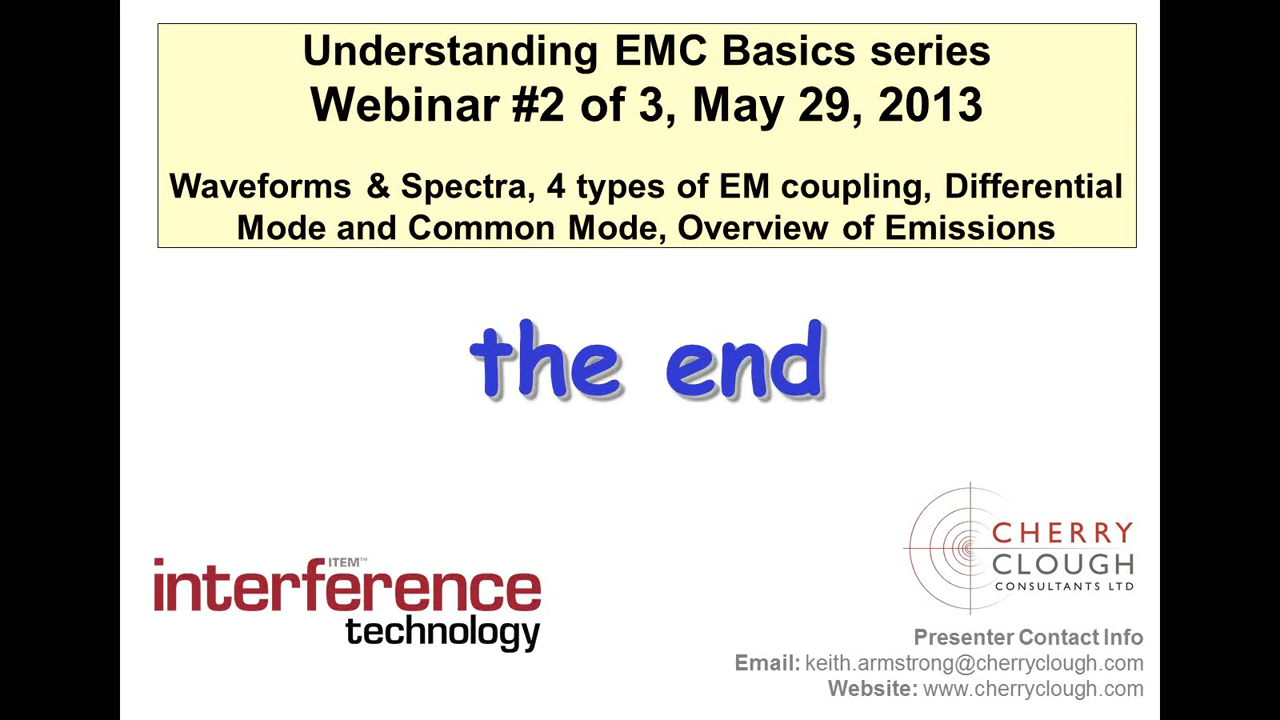 Understanding EMC Basics series
Webinar #2 of 3, May 29, 2013
Waveforms & Spectra, 4 types of EM coupling, Differential
Mode and Common Mode, Overview of Emissions
the end
ITEM™
interference
technology
CHERRY
CLOUGH
CONSULTANTS LTD
Presenter Contact Info
Email: keith.armstrong@cherryclough.com
Website: www.cherryclough.com